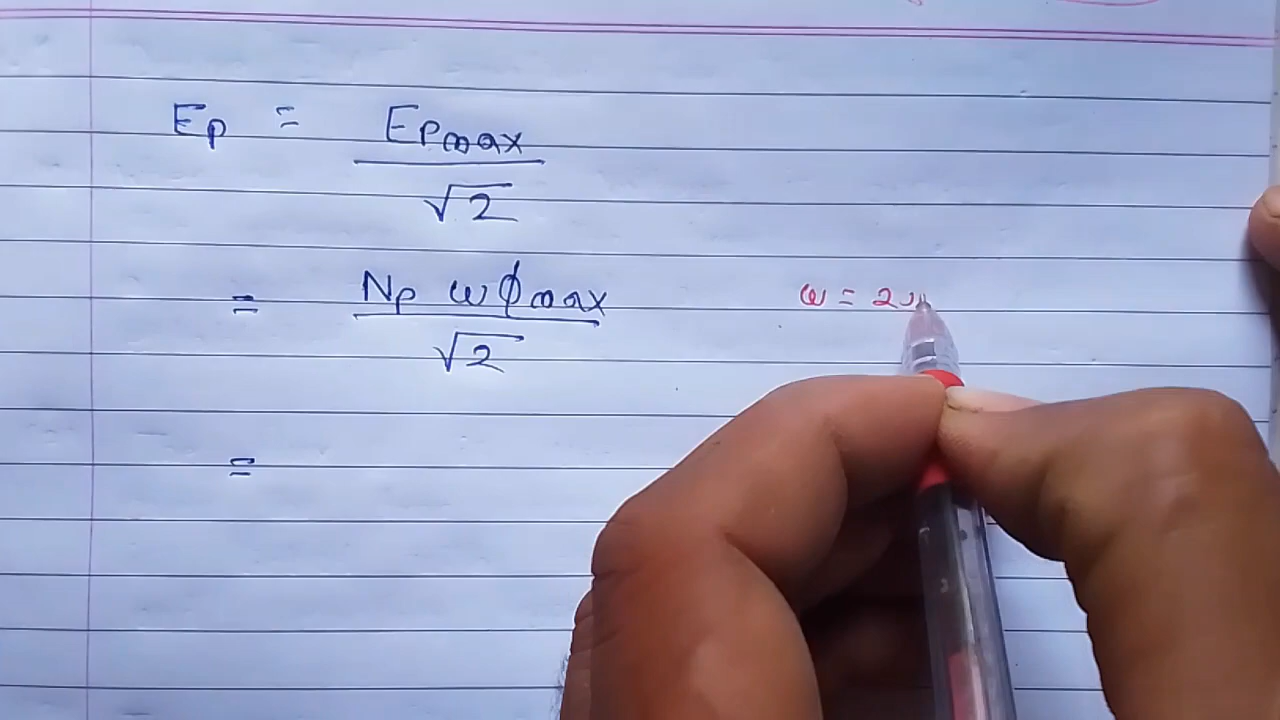 Ep = Epmax
√2
= Np ωϕmax
√2
ω = 2
=